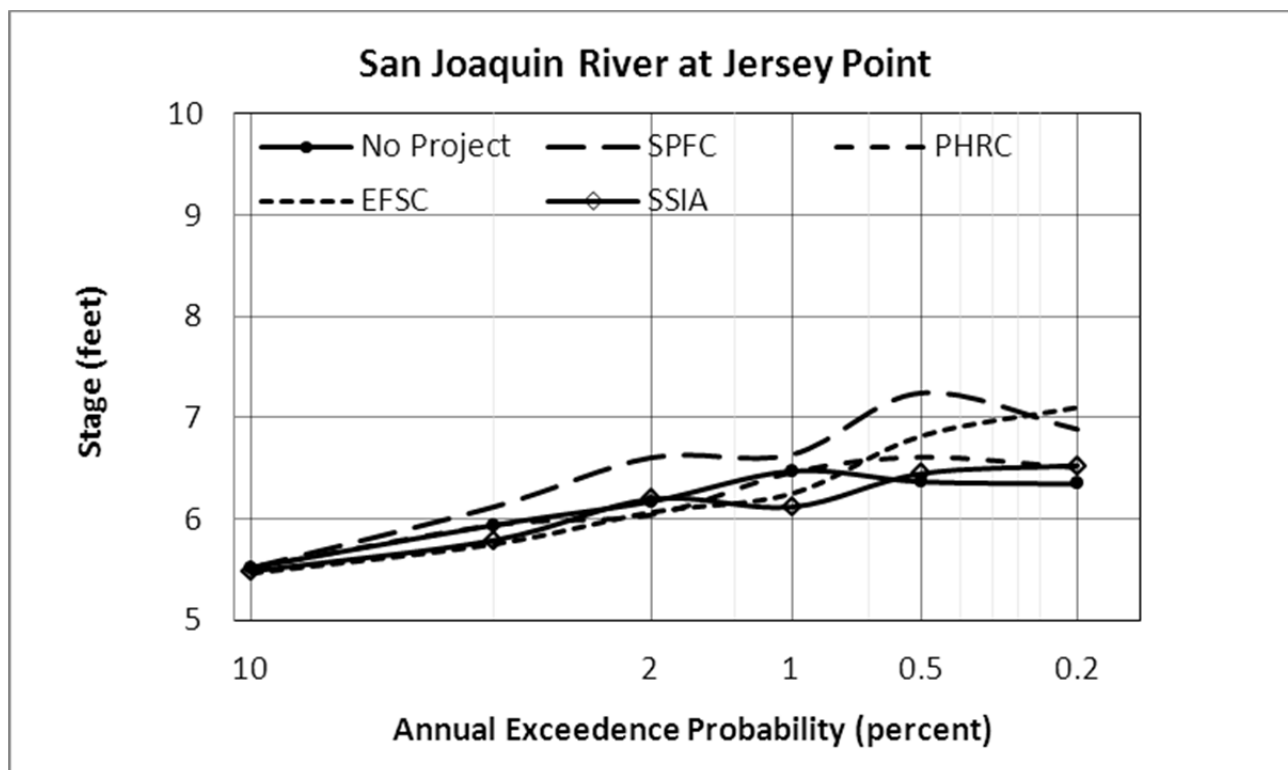 San Joaquin River at Jersey Point
10
No Project SPFC PHRC
EFSC SSIA
9
8
7
6
5
Stage (feet)
10 2 1 0.5 0.2
Annual Exceedence Probability (percent)